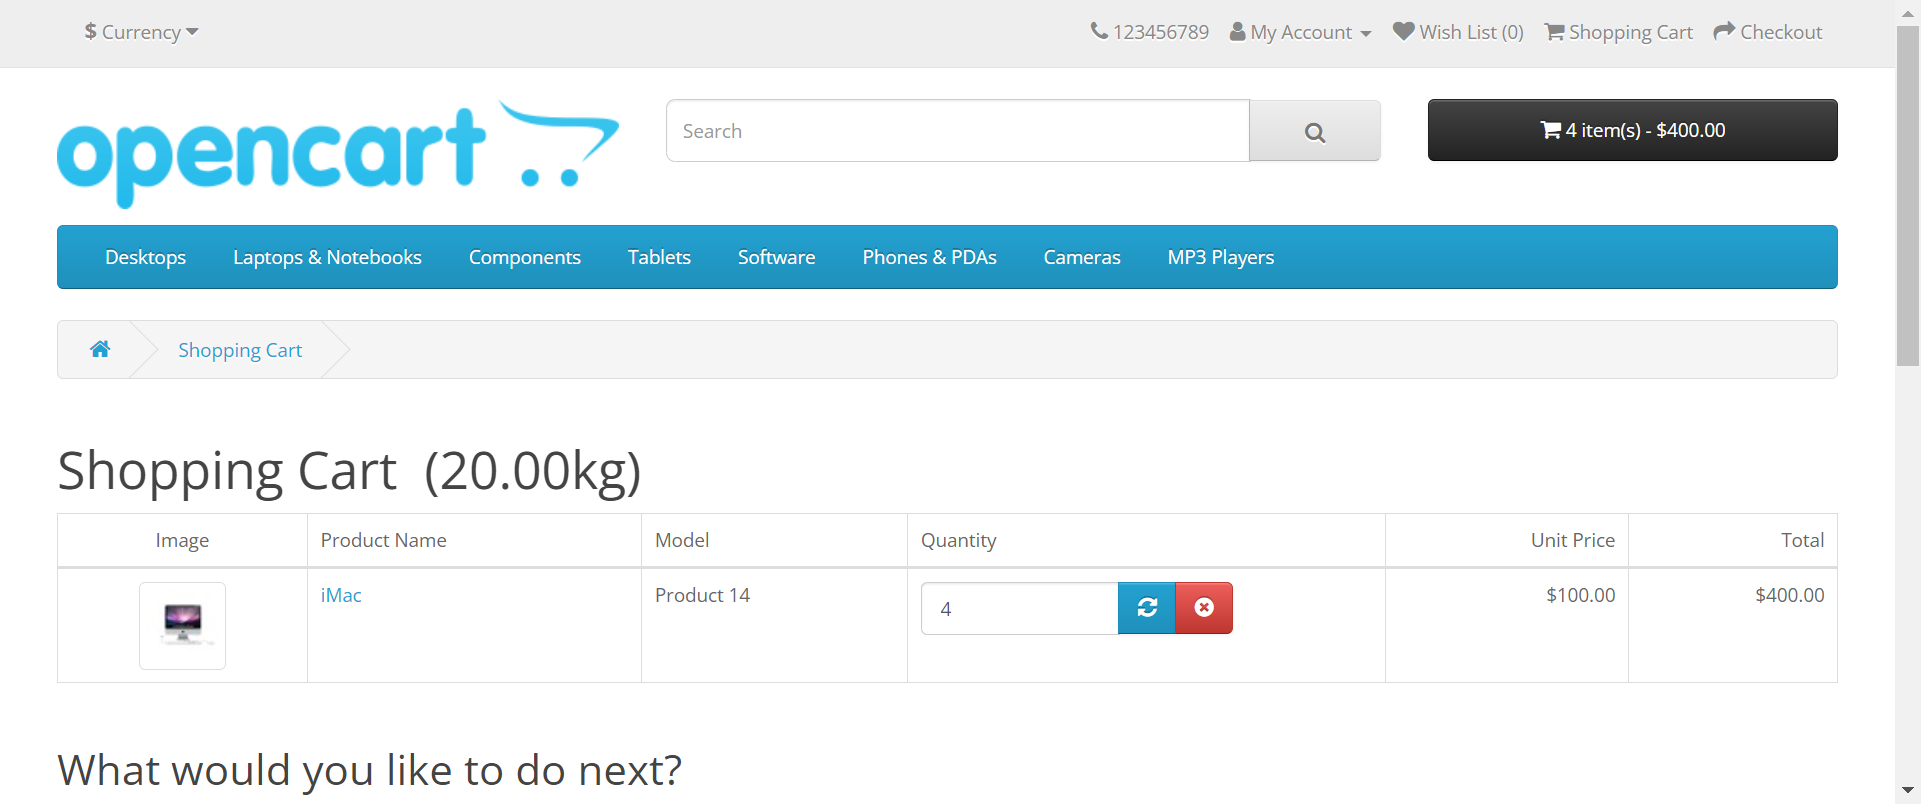 $ Currency 123456789 My Account Wish List (0) Shopping Cart Checkout
opencart
Search
4 item(s) - $400.00
Desktops Laptops & Notebooks Components Tablets Software Phones & PDAs Cameras MP3 Players
Shopping Cart
Shopping Cart (20.00kg)
Image Product Name Model Quantity Unit Price Total
iMac Product 14 4 $100.00 $400.00
What would you like to do next?